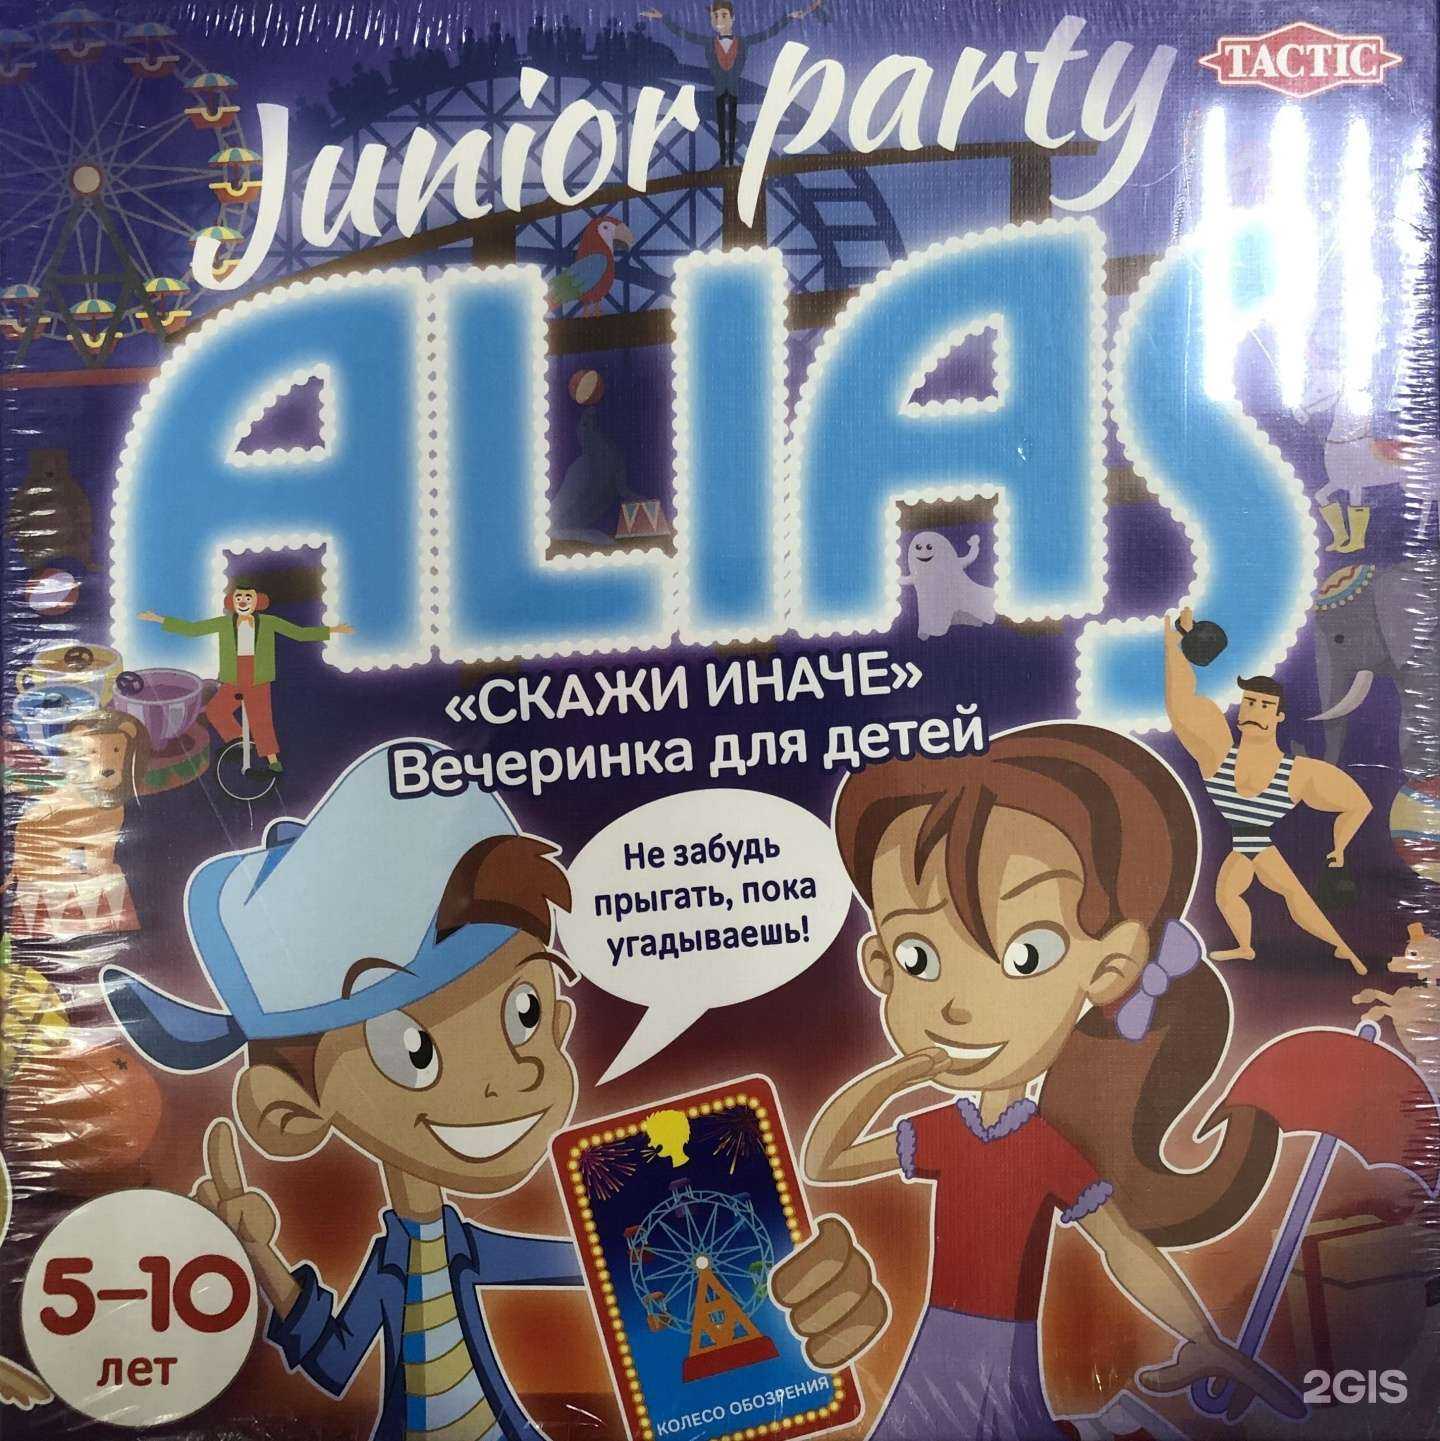 TACTIC
Junior party
ALIAS
«СКАЖИ ИНАЧЕ»
Вечеринка для детей
Не забудь
прыгать, пока
угадываешь!
5–10
лет
КОЛЕСО ОБОЗРЕНИЯ
2GIS